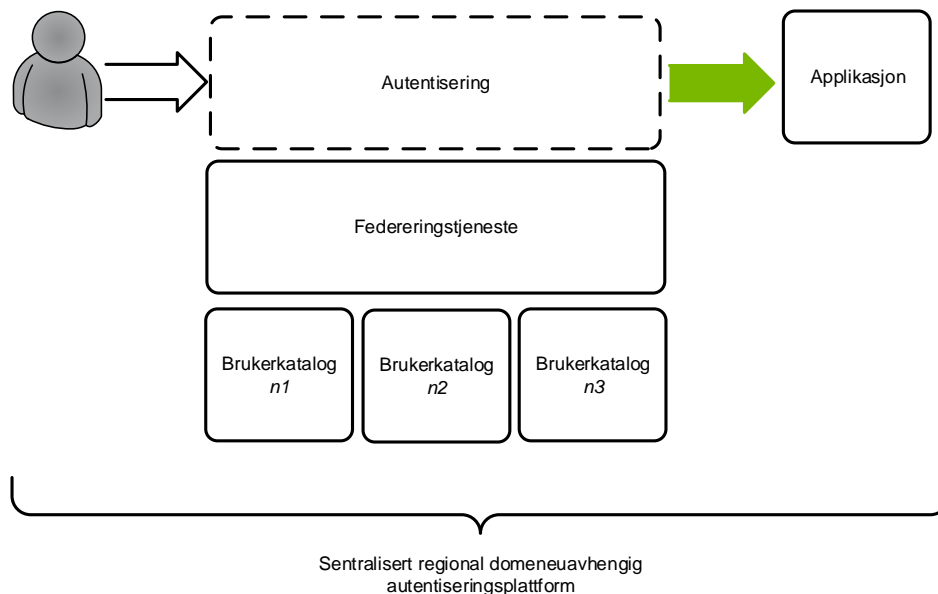 Autentisering
Applikasjon
Federeringstjeneste
Brukerkatalog
n1
Brukerkatalog
n2
Brukerkatalog
n3
Sentralisert regional domeneuavhengig
autentiseringsplattform